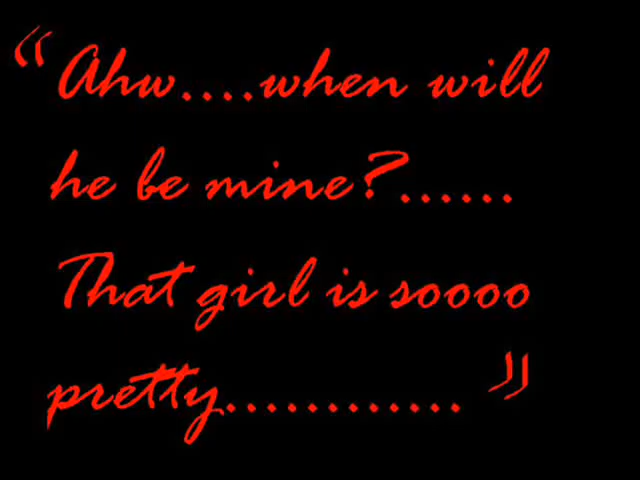 “Ahw....when will
he be mine?......
That girl is soooo
pretty............ ”